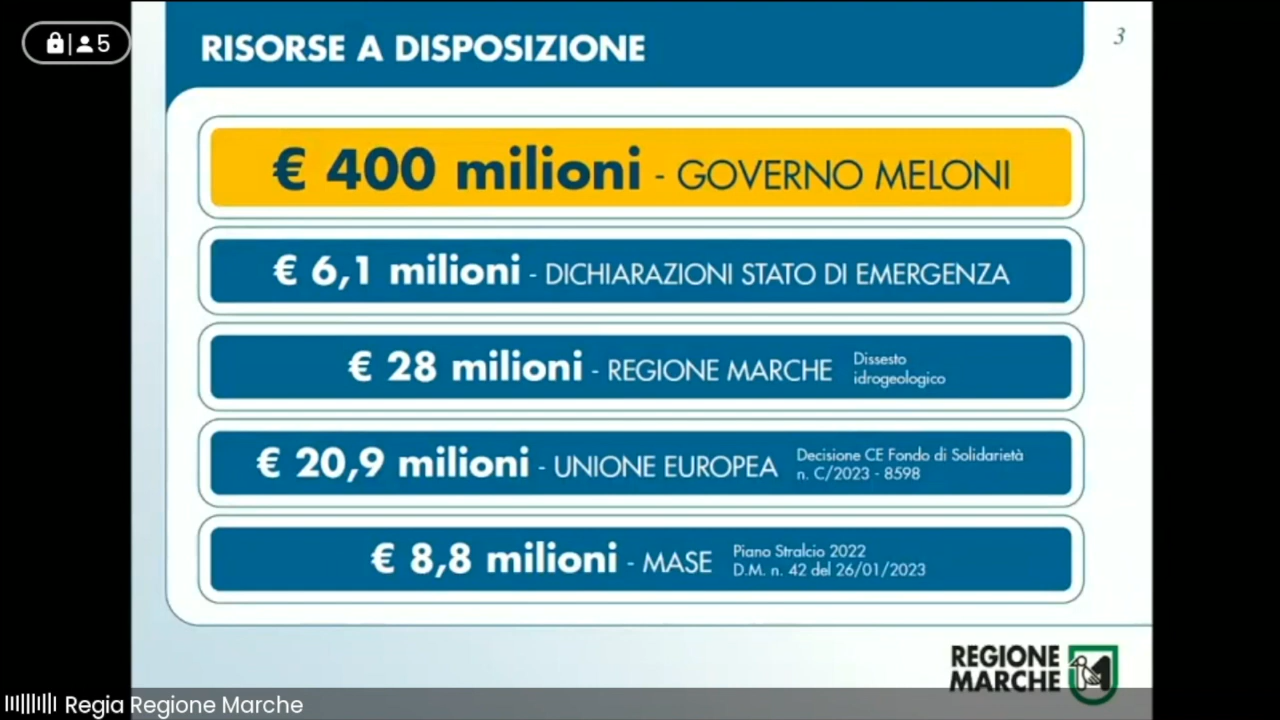 5
RISORSE A DISPOSIZIONE
3
€ 400 milioni - GOVERNO MELONI
€ 6,1 milioni - DICHIARAZIONI STATO DI EMERGENZA
€ 28 milioni - REGIONE MARCHE Dissesto
idrogeologico
€ 20,9 milioni - UNIONE EUROPEA Decisione CE Fondo di Solidarietà
n. C/2023 - 8598
€ 8,8 milioni - MASE Piano Stralcio 2022
D.M. n. 42 del 26/01/2023
REGIONE
MARCHE
Regia Regione Marche